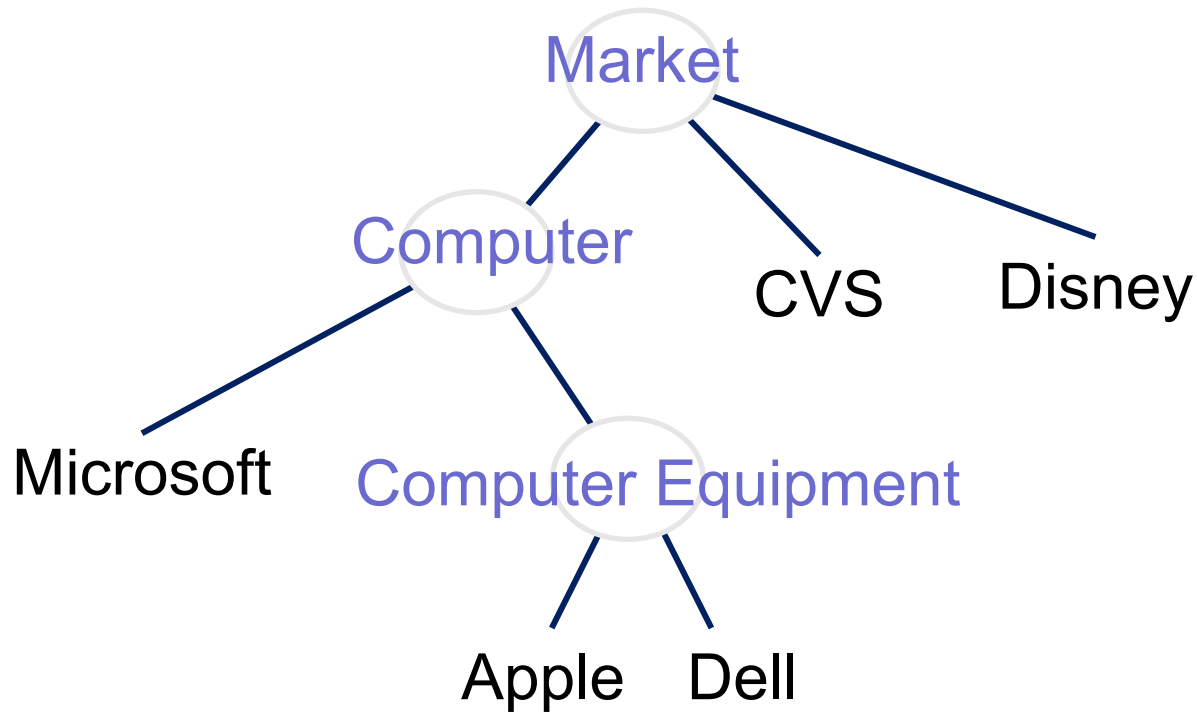 Market
Computer
CVS
Disney
Microsoft
Computer Equipment
Apple
Dell